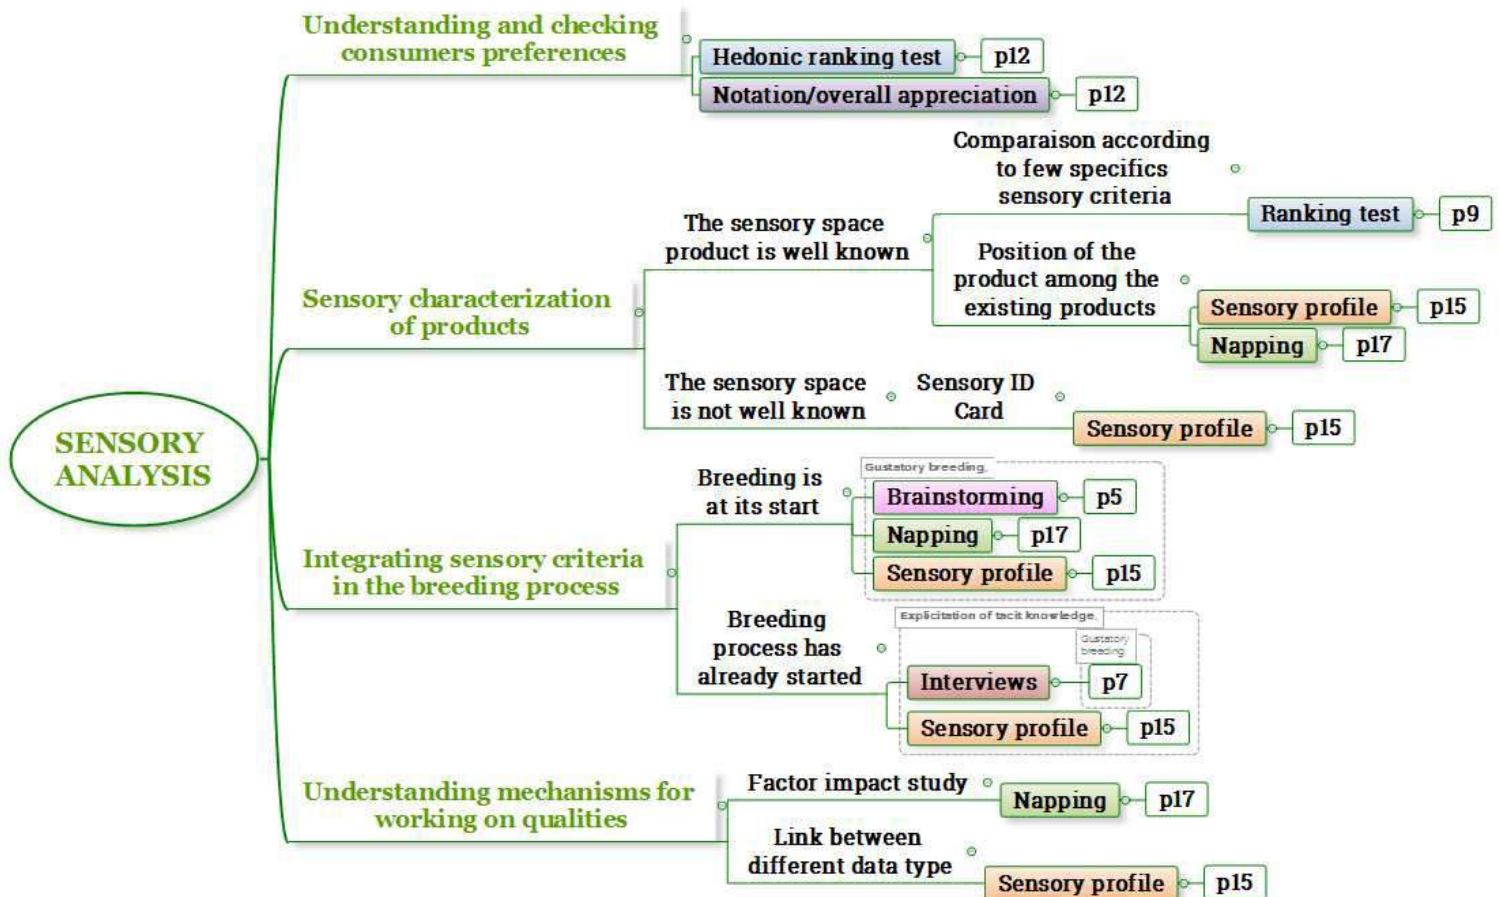 Understanding and checking
consumers preferences
Hedonic ranking test
p12
Notation/overall appreciation
p12
Comparaison according
to few specifics
sensory criteria
Ranking test
p9
The sensory space
product is well known
Position of the
product among the
existing products
Sensory profile
p15
Napping
p17
Sensory characterization
of products
The sensory space
is not well known
Sensory ID
Card
Sensory profile
p15
SENSORY
ANALYSIS
Integrating sensory criteria
in the breeding process
Breeding is
at its start
Gustatory breeding,
Brainstorming
p5
Napping
p17
Sensory profile
p15
Breeding
process has
already started
Explicitation of tacit knowledge,
Gustatory
breeding
Interviews
p7
Sensory profile
p15
Understanding mechanisms for
working on qualities
Factor impact study
Napping
p17
Link between
different data type
Sensory profile
p15